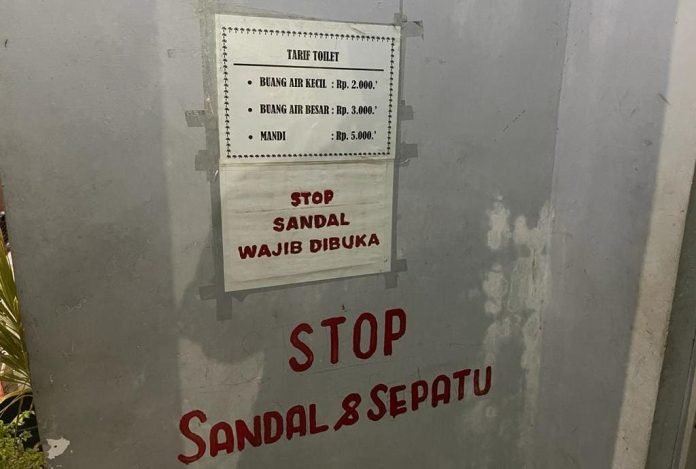 TARIF TOILET
• BUANG AIR KECIL : Rp. 2.000.'
• BUANG AIR BESAR : Rp. 3.000.'
• MANDI : Rp. 5.000.'
STOP
SANDAL
WAJIB DIBUKA
STOP
SANDAL & SEPATU